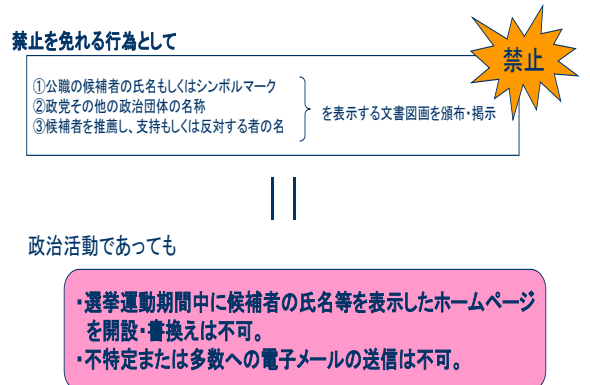 禁止を免れる行為として
禁止
①公職の候補者の氏名もしくはシンボルマーク
②政党その他の政治団体の名称
③候補者を推薦し、支持もしくは反対する者の名
を表示する文書図画を頒布・掲示
政治活動であっても
・選挙運動期間中に候補者の氏名等を表示したホームページ
を開設・書換えは不可。
・不特定または多数への電子メールの送信は不可。